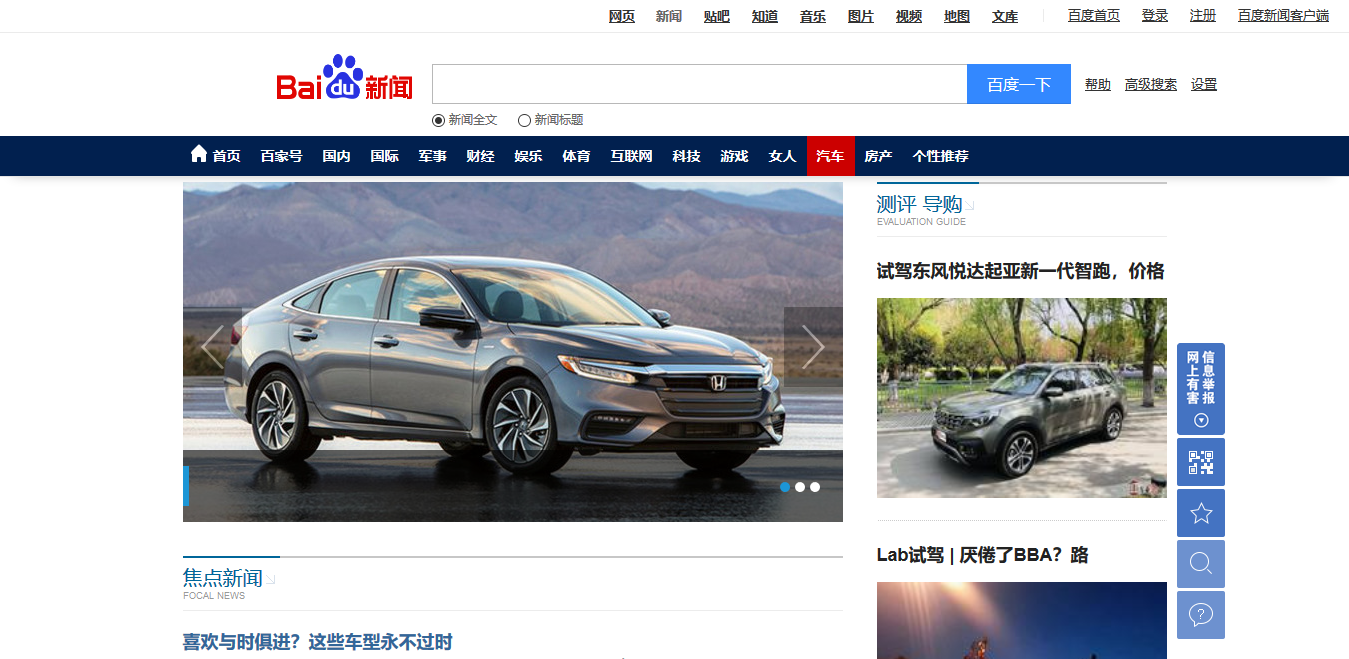 网页 新闻 贴吧 知道 音乐 图片 视频 地图 文库 百度首页 登录 注册 百度新闻客户端
Bai du 新闻 百度一下 帮助 高级搜索 设置
新闻全文 新闻标题
首页 百家号 国内 国际 军事 财经 娱乐 体育 互联网 科技 游戏 女人 汽车 房产 个性推荐
测评 导购
EVALUATION GUIDE
试驾东风悦达起亚新一代智跑，价格
网上有害
信息举报
Lab试驾 | 厌倦了BBA？路
焦点新闻
FOCAL NEWS
喜欢与时俱进？这些车型永不过时